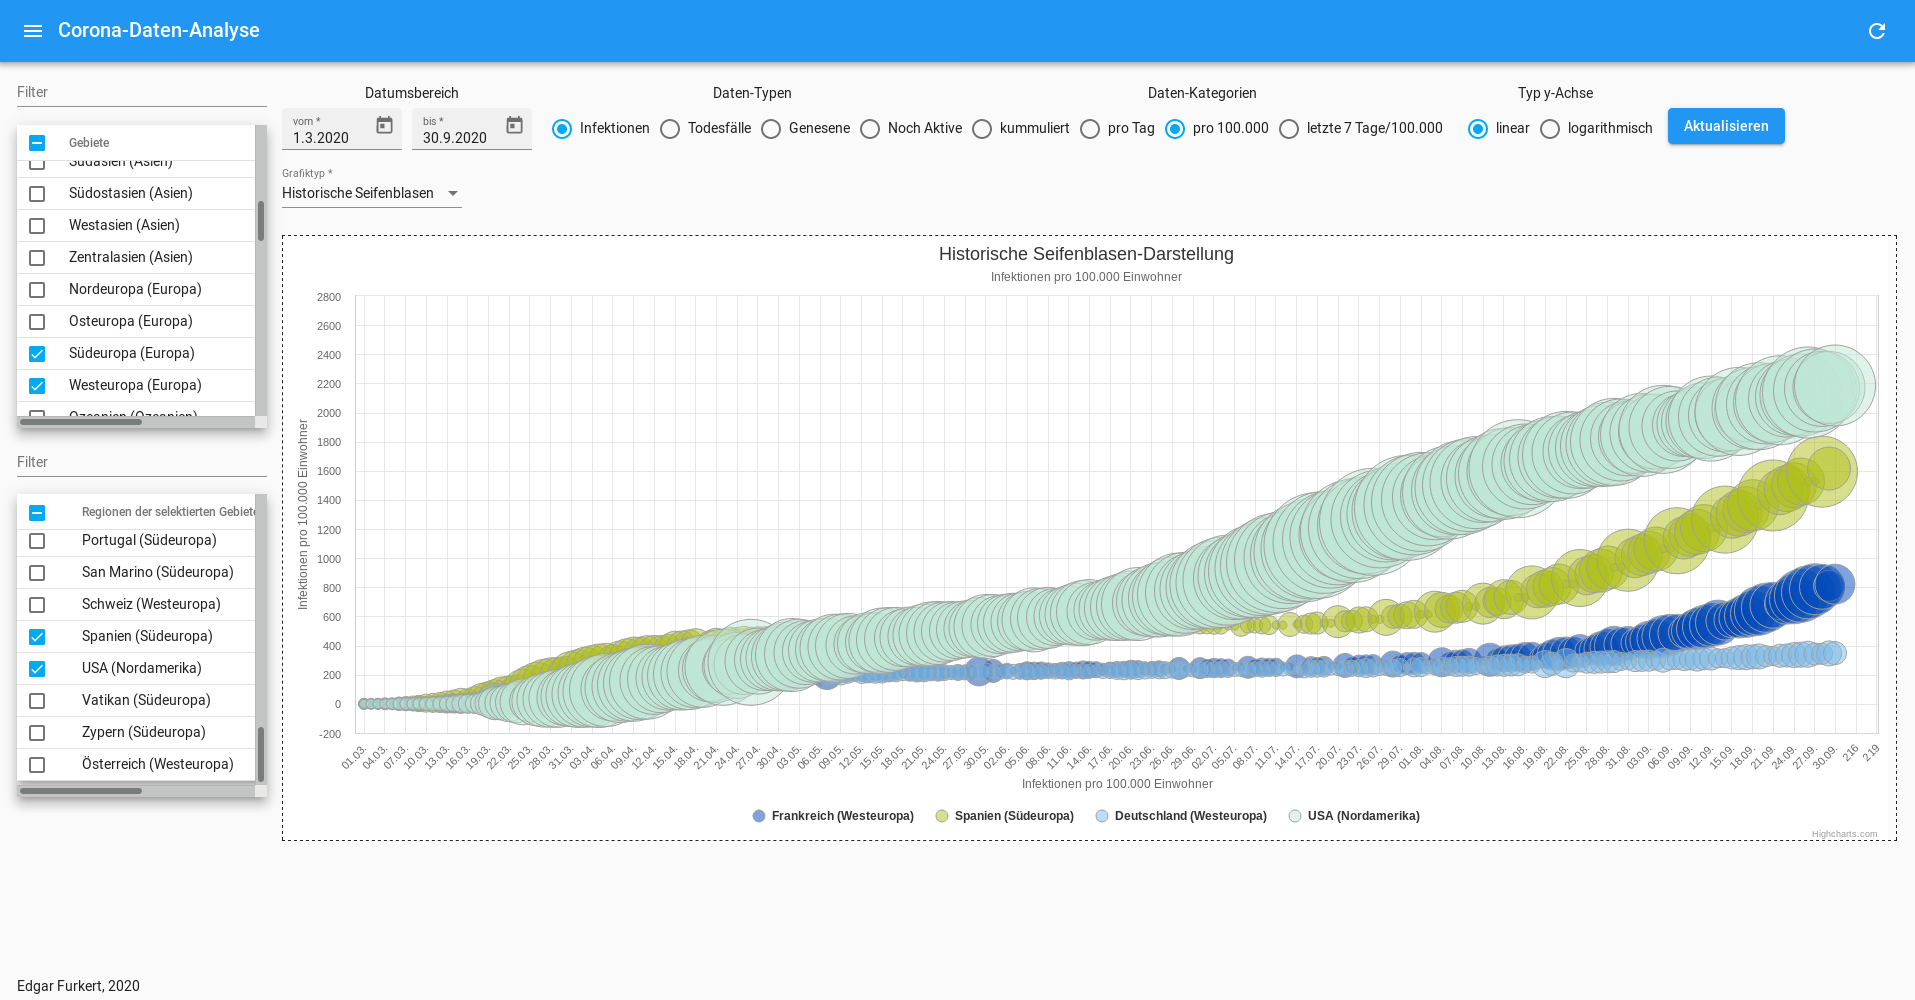 Corona-Daten-Analyse
Filter
Gebiete
Südasien (Asien)
Südostasien (Asien)
Westasien (Asien)
Zentralasien (Asien)
Nordeuropa (Europa)
Osteuropa (Europa)
Südeuropa (Europa)
Westeuropa (Europa)
Ozeanien (Ozeanien)
Filter
Regionen der selektierten Gebiete
Portugal (Südeuropa)
San Marino (Südeuropa)
Schweiz (Westeuropa)
Spanien (Südeuropa)
USA (Nordamerika)
Vatikan (Südeuropa)
Zypern (Südeuropa)
Österreich (Westeuropa)
Datumsbereich Daten-Typen Daten-Kategorien Typ y-Achse
vom * bis *
1.3.2020 30.9.2020 Infektionen Todesfälle Genesene Noch Aktive kummuliert pro Tag pro 100.000 letzte 7 Tage/100.000 linear logarithmisch Aktualisieren
Grafiktyp *
Historische Seifenblasen
Historische Seifenblasen-Darstellung
Infektionen pro 100.000 Einwohner
Infektionen pro 100.000 Einwohner
2800
2600
2400
2200
2000
1800
1600
1400
1200
1000
800
600
400
200
0
-200
01.03. 04.03. 07.03. 10.03. 13.03. 16.03. 19.03. 22.03. 25.03. 28.03. 31.03. 03.04. 06.04. 09.04. 12.04. 15.04. 18.04. 21.04. 24.04. 27.04. 30.04. 03.05. 06.05. 09.05. 12.05. 15.05. 18.05. 21.05. 24.05. 27.05. 30.05. 02.06. 05.06. 08.06. 11.06. 14.06. 17.06. 20.06. 23.06. 26.06. 29.06. 02.07. 05.07. 08.07. 11.07. 14.07. 17.07. 20.07. 23.07. 26.07. 29.07. 01.08. 04.08. 07.08. 10.08. 13.08. 16.08. 19.08. 22.08. 25.08. 28.08. 31.08. 03.09. 06.09. 09.09. 12.09. 15.09. 18.09. 21.09. 24.09. 27.09. 30.09. 216 219
Infektionen pro 100.000 Einwohner
Frankreich (Westeuropa) Spanien (Südeuropa) Deutschland (Westeuropa) USA (Nordamerika)
Highcharts.com
Edgar Furkert, 2020